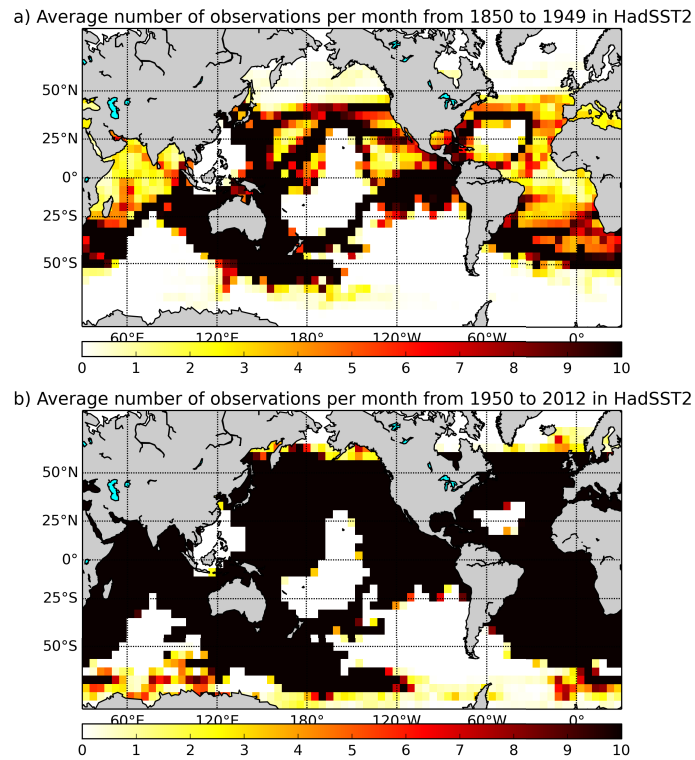 a) Average number of observations per month from 1850 to 1949 in HadSST2
50°N
25°N
0°
25°S
50°S
60°E 120°E 180° 120°W 60°W 0°
0 1 2 3 4 5 6 7 8 9 10
b) Average number of observations per month from 1950 to 2012 in HadSST2
50°N
25°N
0°
25°S
50°S
60°E 120°E 180° 120°W 60°W 0°
0 1 2 3 4 5 6 7 8 9 10